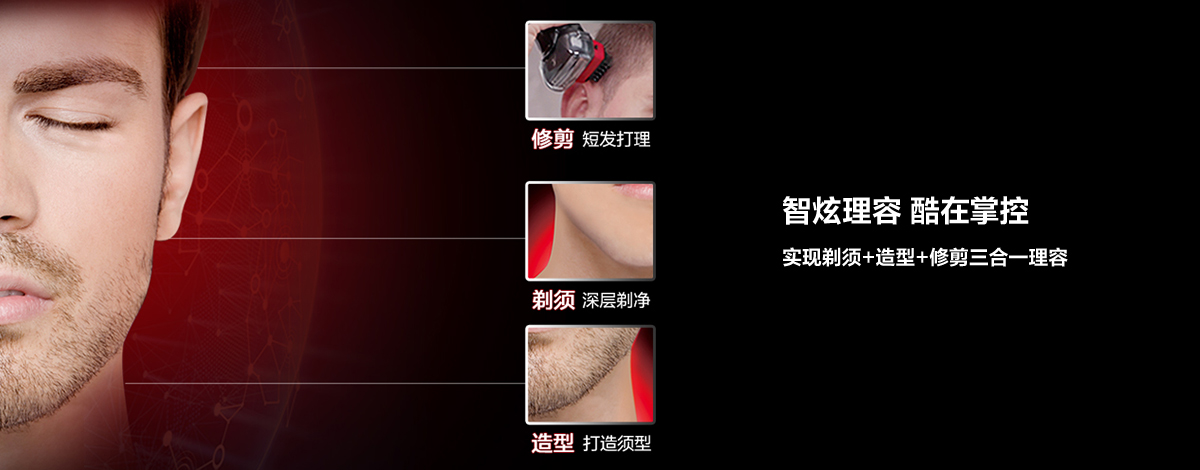 修剪 短发打理
剃须 深层剃净
造型 打造须型
智炫理容 酷在掌控
实现剃须+造型+修剪三合一理容